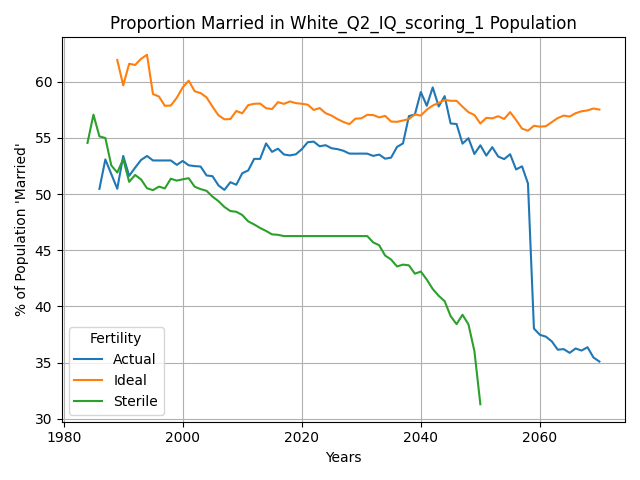 Proportion Married in White_Q2_IQ_scoring_1 Population
% of Population 'Married'
60
55
50
45
40
35
30
Fertility
Actual
Ideal
Sterile
1980
2000
2020
2040
2060
Years